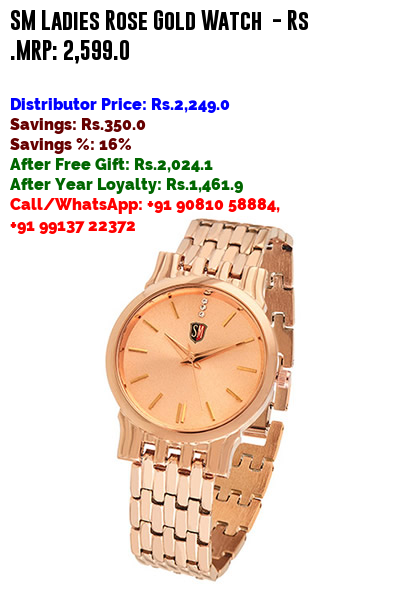 SM Ladies Rose Gold Watch - Rs
.MRP: 2,599.0
Distributor Price: Rs.2,249.0
Savings: Rs.350.0
Savings %: 16%
After Free Gift: Rs.2,024.1
After Year Loyalty: Rs.1,461.9
Call/WhatsApp: +91 90810 58884,
+91 99137 22372
SM